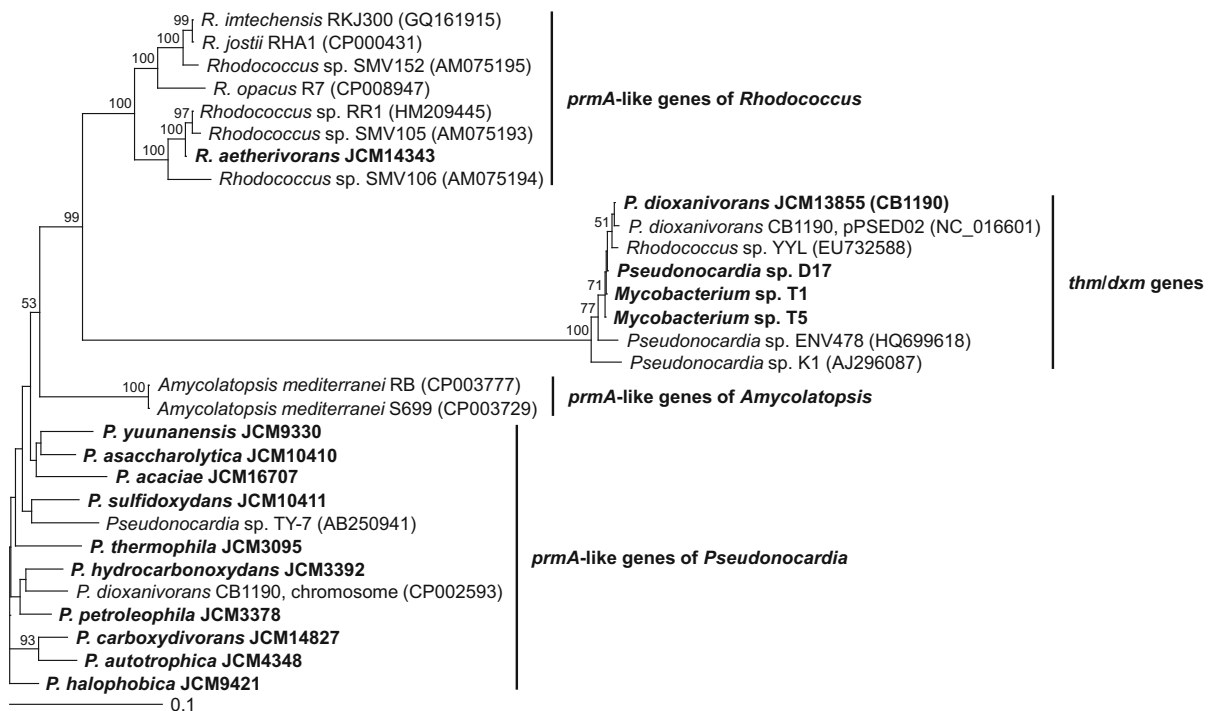 99 R. imtechensis RKJ300 (GQ161915)
R. jostii RHA1 (CP000431)
100
Rhodococcus sp. SMV152 (AM075195)
100
R. opacus R7 (CP008947)
prmA-like genes of Rhodococcus
100
97 Rhodococcus sp. RR1 (HM209445)
100 Rhodococcus sp. SMV105 (AM075193)
100
R. aetherivorans JCM14343
Rhodococcus sp. SMV106 (AM075194)
99
P. dioxanivorans JCM13855 (CB1190)
51 P. dioxanivorans CB1190, pPSED02 (NC_016601)
Rhodococcus sp. YYL (EU732588)
Pseudonocardia sp. D17
thm/dxm genes
71
Mycobacterium sp. T1
77
Mycobacterium sp. T5
100
Pseudonocardia sp. ENV478 (HQ699618)
Pseudonocardia sp. K1 (AJ296087)
53
100 Amycolatopsis mediterranei RB (CP003777)
prmA-like genes of Amycolatopsis
Amycolatopsis mediterranei S699 (CP003729)
P. yuunanensis JCM9330
P. asaccharolytica JCM10410
P. acaciae JCM16707
P. sulfidoxydans JCM10411
Pseudonocardia sp. TY-7 (AB250941)
P. thermophila JCM3095
prmA-like genes of Pseudonocardia
P. hydrocarbonoxydans JCM3392
P. dioxanivorans CB1190, chromosome (CP002593)
P. petroleophila JCM3378
93 P. carboxydivorans JCM14827
P. autotrophica JCM4348
P. halophobica JCM9421
0.1